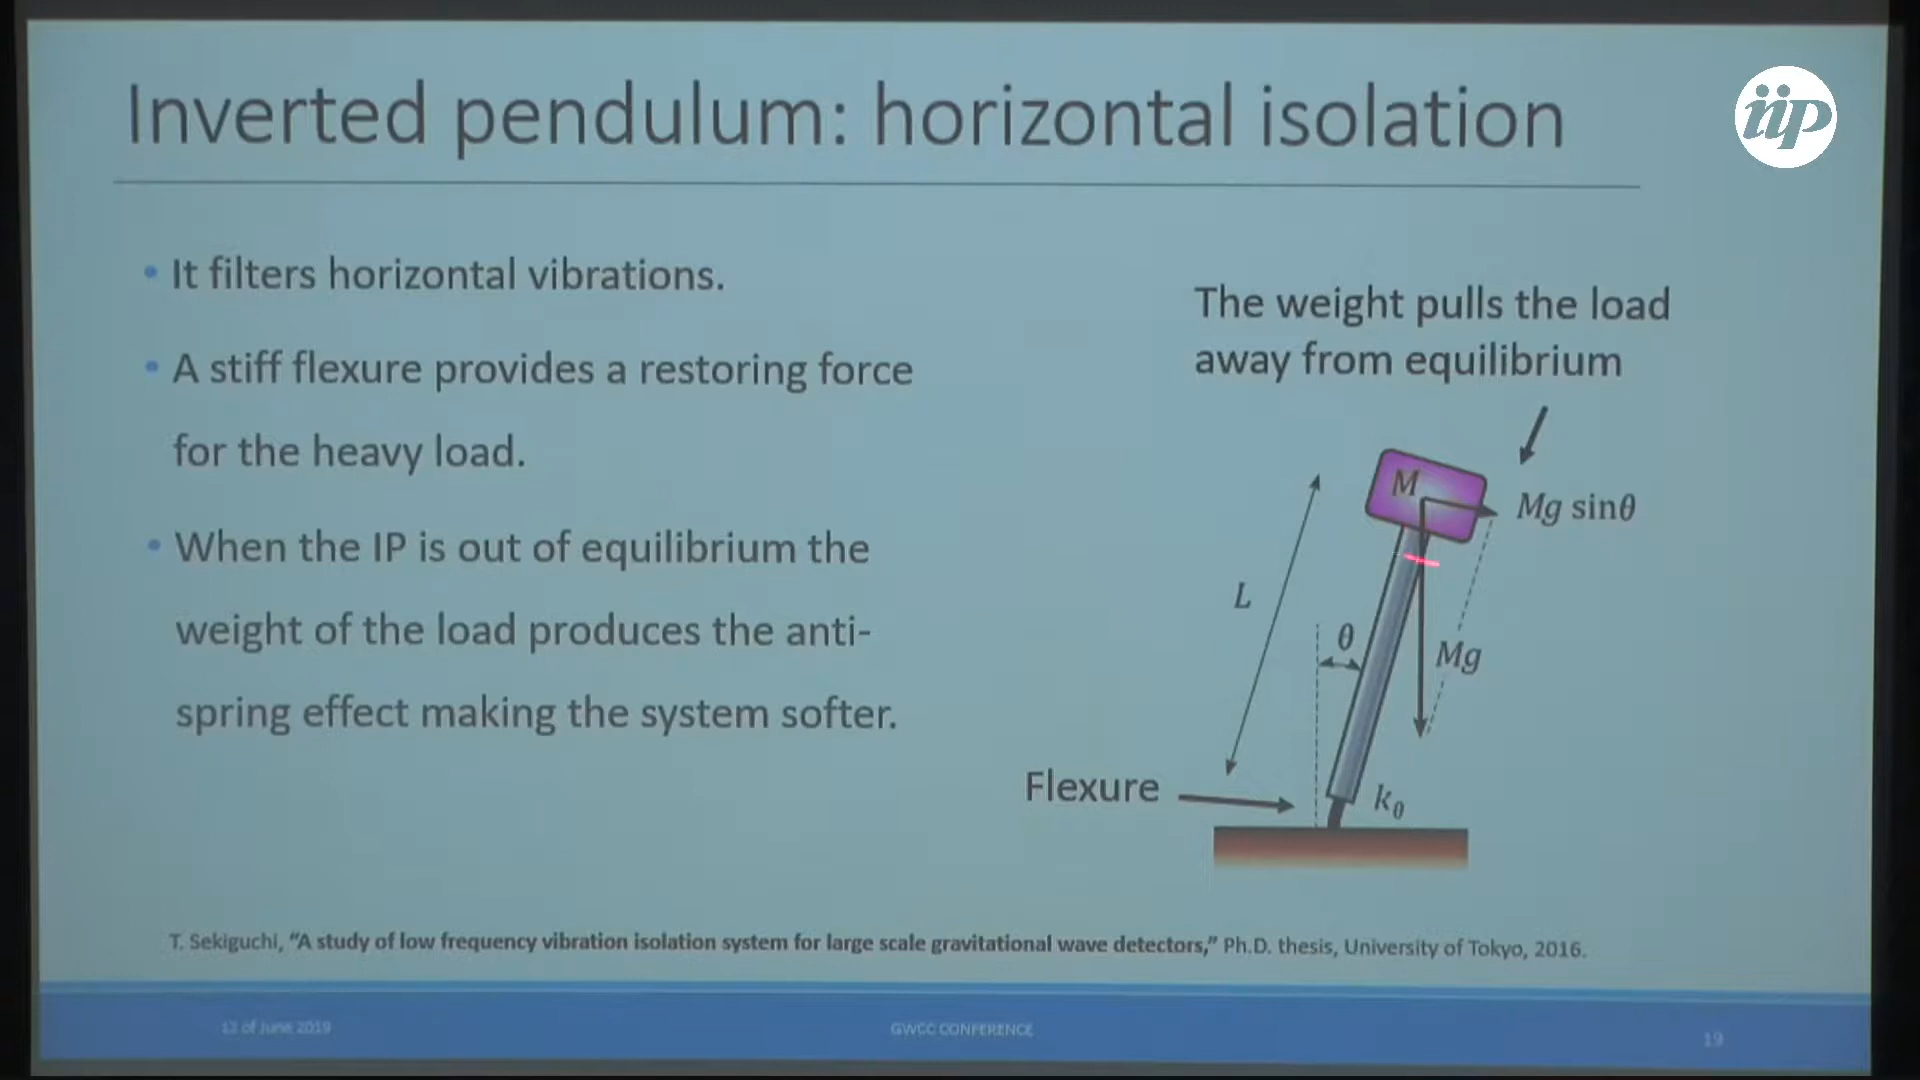 Inverted pendulum: horizontal isolation
iip
• It filters horizontal vibrations.
• A stiff flexure provides a restoring force
for the heavy load.
• When the IP is out of equilibrium the
weight of the load produces the anti-
spring effect making the system softer.
The weight pulls the load
away from equilibrium
M
Mg sinθ
L
θ
Mg
Flexure
kθ
T. Sekiguchi, "A study of low frequency vibration isolation system for large scale gravitational wave detectors," Ph.D. thesis, University of Tokyo, 2016.
12 of June 2019
GWCC CONFERENCE
19